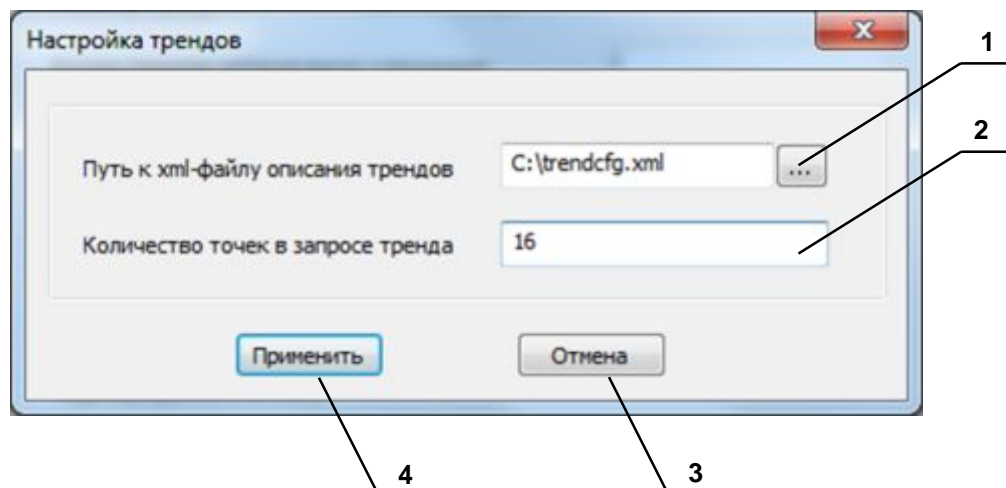 Настройка трендов
1
2
Путь к xml-файлу описания трендов C:\trendcfg.xml ...
Количество точек в запросе тренда 16
Применить Отмена
4 3